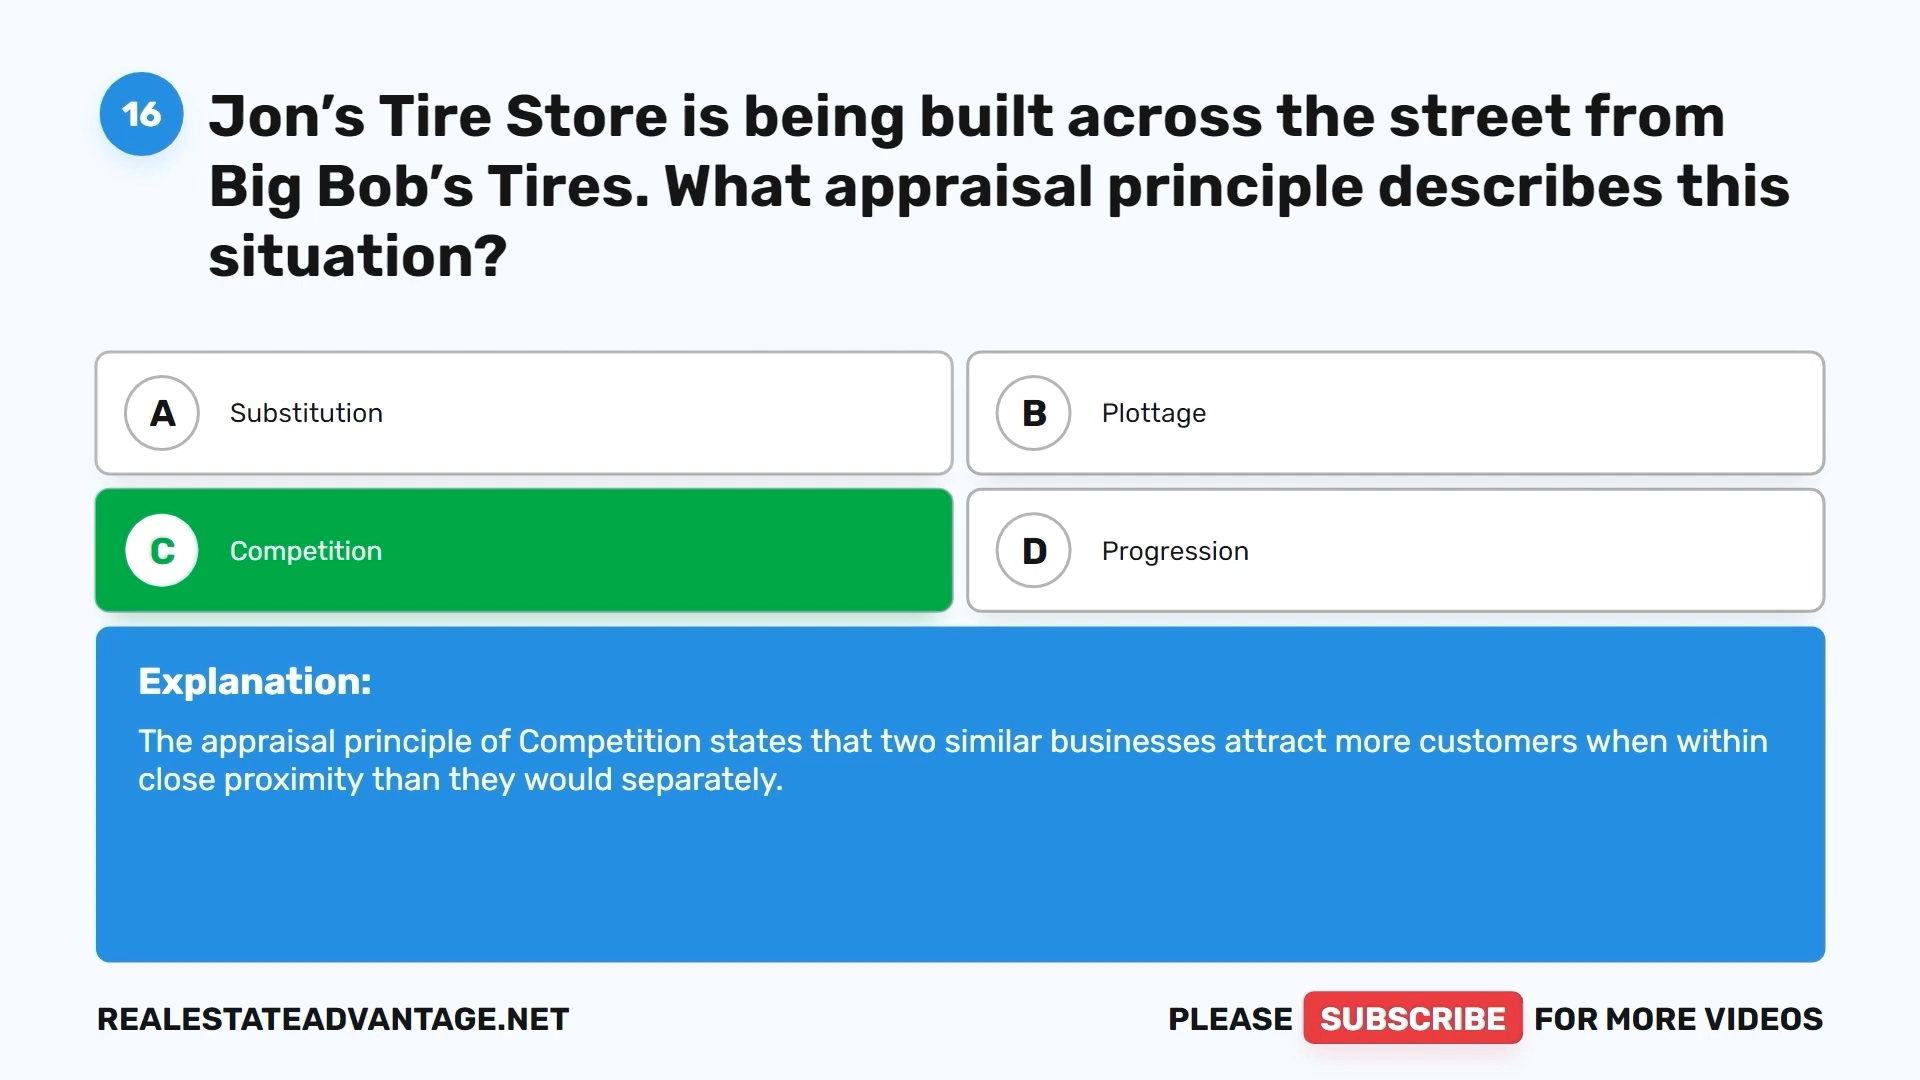 16
Jon’s Tire Store is being built across the street from
Big Bob’s Tires. What appraisal principle describes this
situation?
A Substitution
B Plottage
C Competition
D Progression
Explanation:
The appraisal principle of Competition states that two similar businesses attract more customers when within
close proximity than they would separately.
REALESTATEADVANTAGE.NET
PLEASE SUBSCRIBE FOR MORE VIDEOS